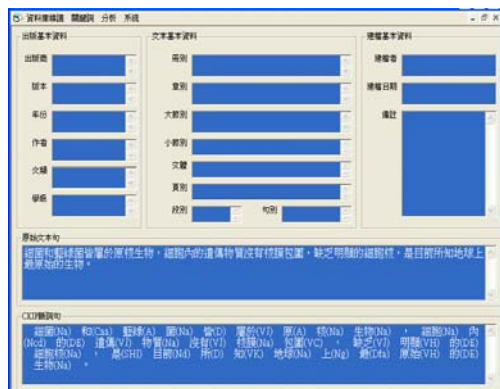 資料庫維護 關鍵詞 分析 系統
出版基本資料
文本基本資料
建檔基本資料
出版商
冊別
建檔者
版本
章別
建檔日期
年份
大節別
備註
作者
小節別
文類
文體
學級
頁別
段別
句別
原始文本句
細菌和藍綠菌皆屬於原核生物，細胞內的遺傳物質沒有核膜包圍，缺乏明顯的細胞核，是目前所知地球上
最原始的生物。
CKIP斷詞句
細菌(Na) 和(Caa) 藍綠(A) 菌(Na) 皆(D) 屬於(VJ) 原(A) 核(Na) 生物(Na) ， 細胞(Na) 內
(Ncd) 的(DE) 遺傳(VJ) 物質(Na) 沒有(VJ) 核膜(Na) 包圍(VC) ， 缺乏(VJ) 明顯(VH) 的(DE)
細胞核(Na) ， 是(SHI) 目前(Nd) 所(D) 知(VK) 地球(Na) 上(Ng) 最(Dfa) 原始(VH) 的(DE)
生物(Na) 。